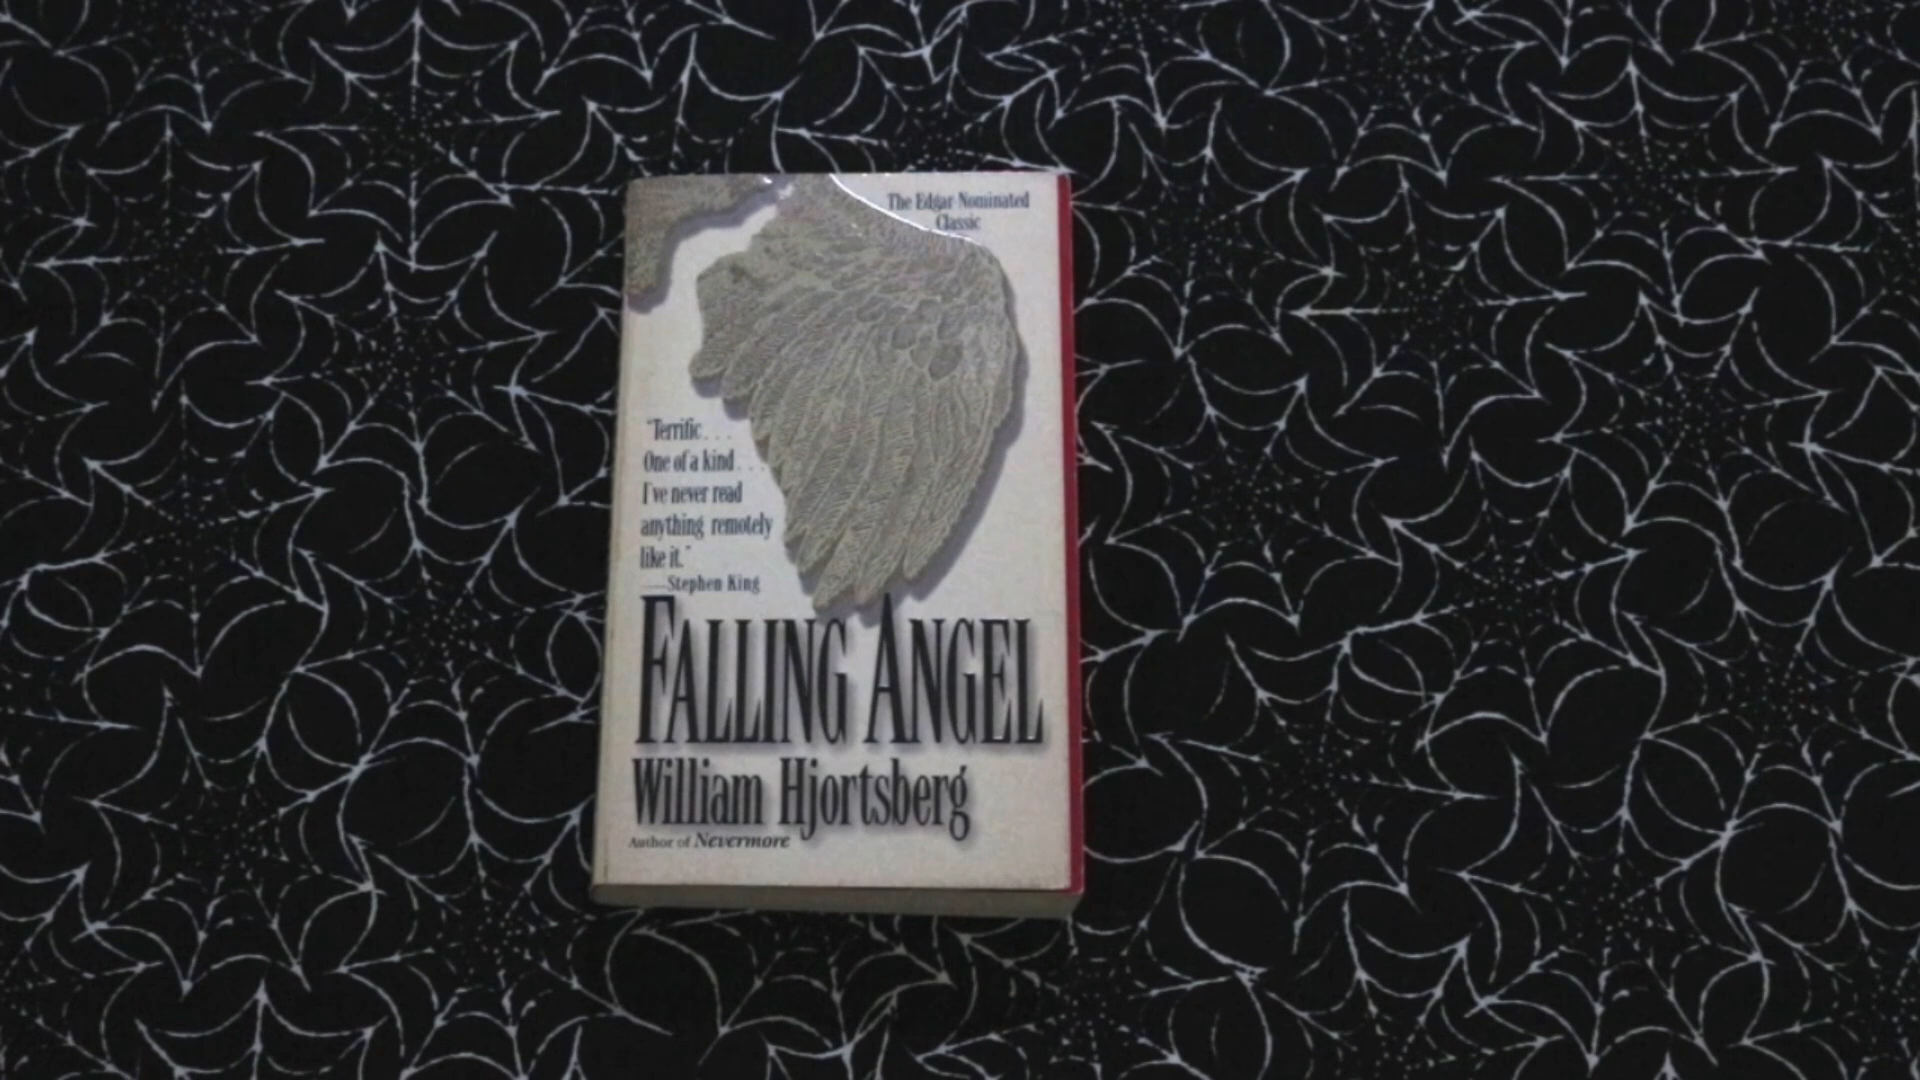 The Edgar Nominated
Classic
"Terrific . . .
One of a kind . . .
I've never read
anything remotely
like it."
—Stephen King
FALLING ANGEL
William Hjortsberg
Author of Nevermore